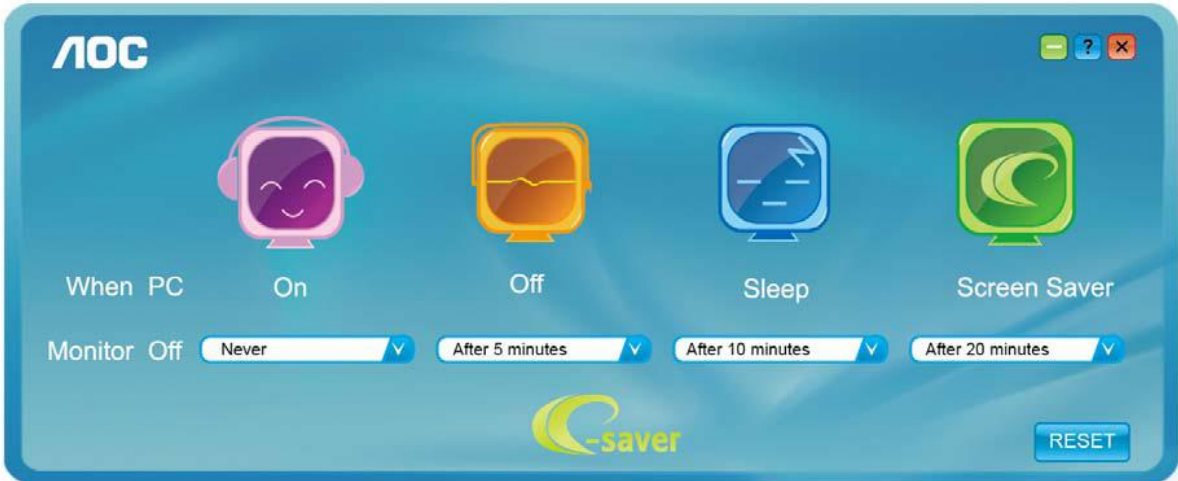 AOC
?
When PC On Off Sleep Screen Saver
Monitor Off Never After 5 minutes After 10 minutes After 20 minutes
e-saver
RESET